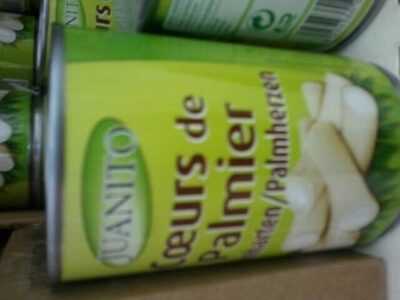 JUANITO
Cœurs de
Palmier
/Palmherzen